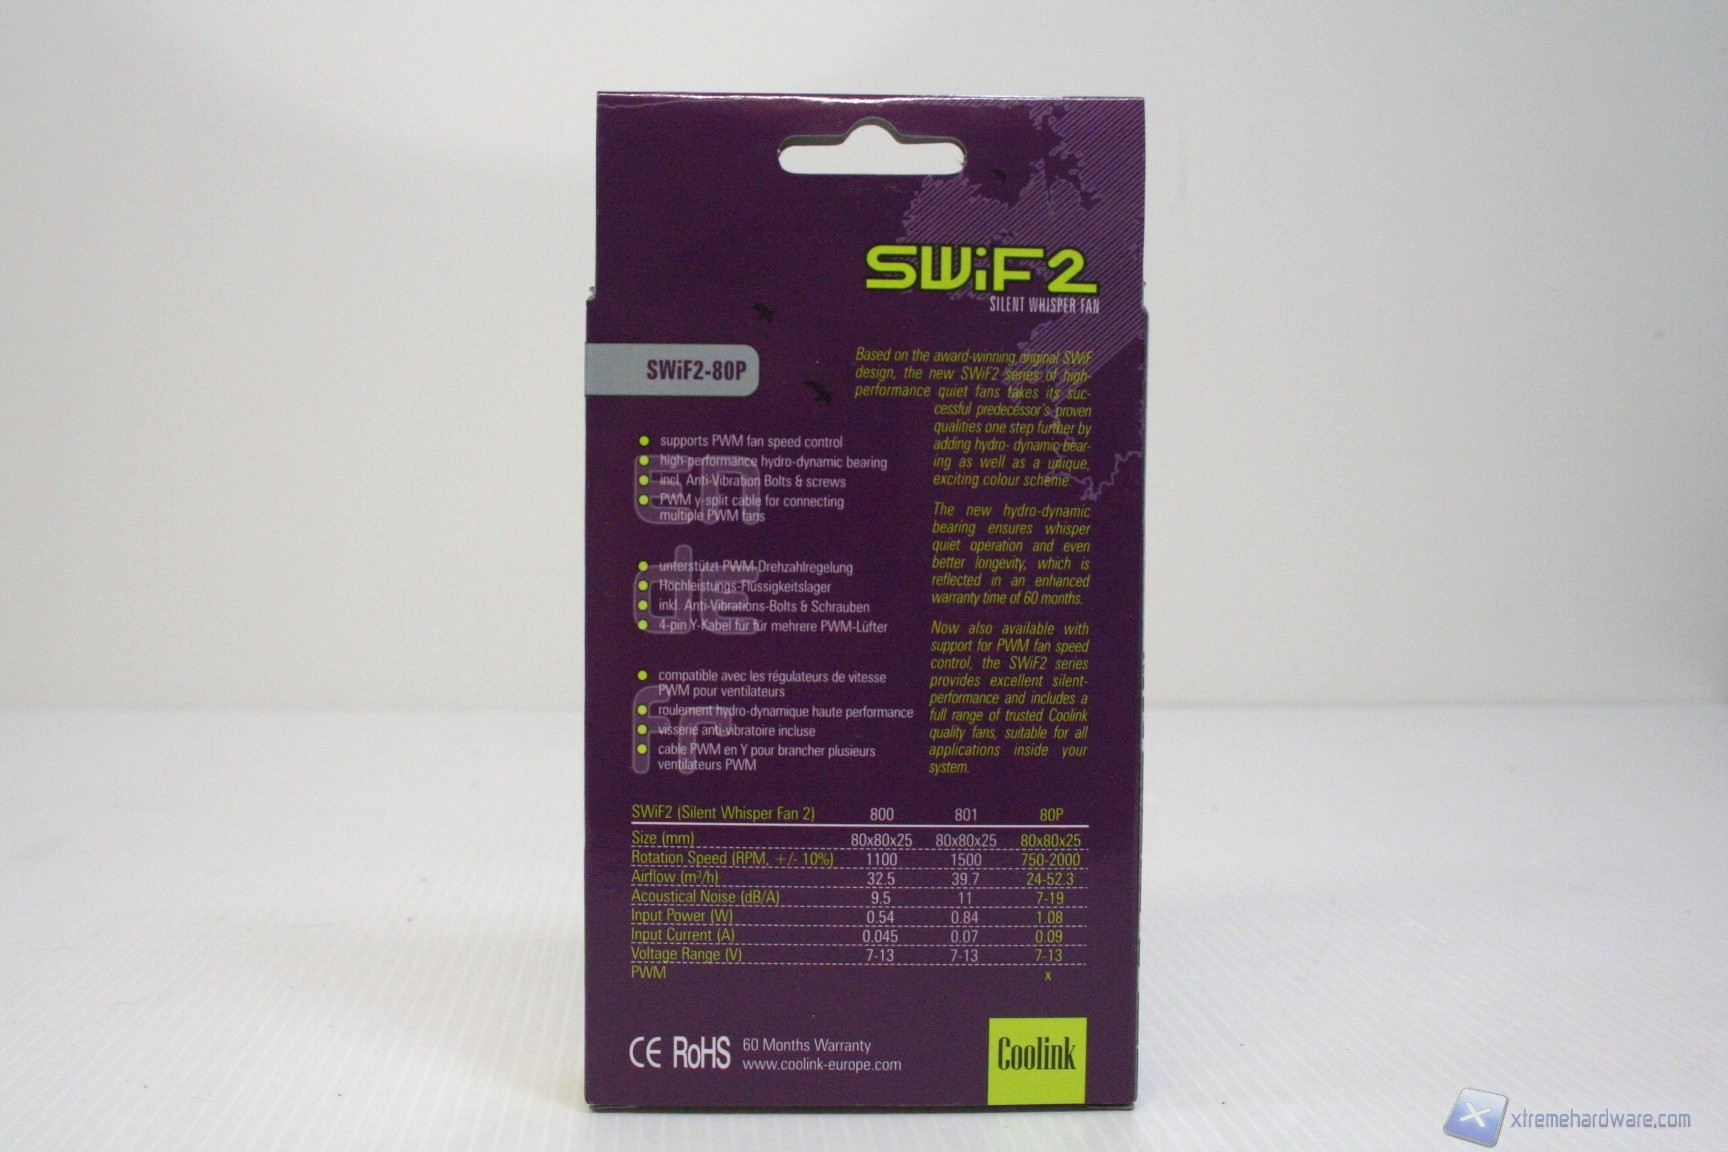 SWiF2
SILENT WHISPER FAN
SWiF2-80P
Based on the award-winning original SWiF
design, the new SWiF2 series of high-
performance quiet fans takes its suc-
cessful predecessor's proven
qualities one step further by
adding hydro- dynamic bear-
ing as well as a unique,
exciting colour scheme.
The new hydro-dynamic
bearing ensures whisper
quiet operation and even
better longevity, which is
reflected in an enhanced
warranty time of 60 months.
Now also available with
support for PWM fan speed
control, the SWiF2 series
provides excellent silent-
performance and includes a
full range of trusted Coolink
quality fans, suitable for all
applications inside your
system.
en
supports PWM fan speed control
high-performance hydro-dynamic bearing
incl. Anti-Vibration Bolts & screws
PWM y-split cable for connecting
multiple PWM fans
de
unterstützt PWM-Drehzahlregelung
Hochleistungs-Flüssigkeitslager
inkl. Anti-Vibrations-Bolts & Schrauben
4-pin Y-Kabel für für mehrere PWM-Lüfter
fr
compatible avec les régulateurs de vitesse
PWM pour ventilateurs
roulement hydro-dynamique haute performance
visserie anti-vibratoire incluse
cable PWM en Y pour brancher plusieurs
ventilateurs PWM
SWiF2 (Silent Whisper Fan 2) 800 801 80P
Size (mm) 80x80x25 80x80x25 80x80x25
Rotation Speed (RPM, +/- 10%) 1100 1500 750-2000
Airflow (m³/h) 32.5 39.7 24-52.3
Acoustical Noise (dB/A) 9.5 11 7-19
Input Power (W) 0.54 0.84 1.08
Input Current (A) 0.045 0.07 0.09
Voltage Range (V) 7-13 7-13 7-13
PWM x
CE RoHS 60 Months Warranty
www.coolink-europe.com
Coolink
xtremehardware.com